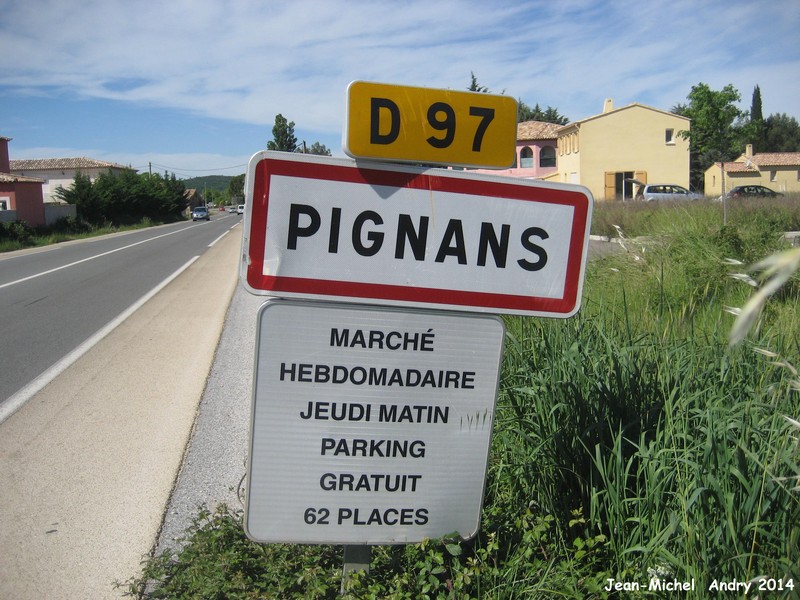 D 97
PIGNANS
MARCHÉ
HEBDOMADAIRE
JEUDI MATIN
PARKING
GRATUIT
62 PLACES
Jean-Michel Andry 2014